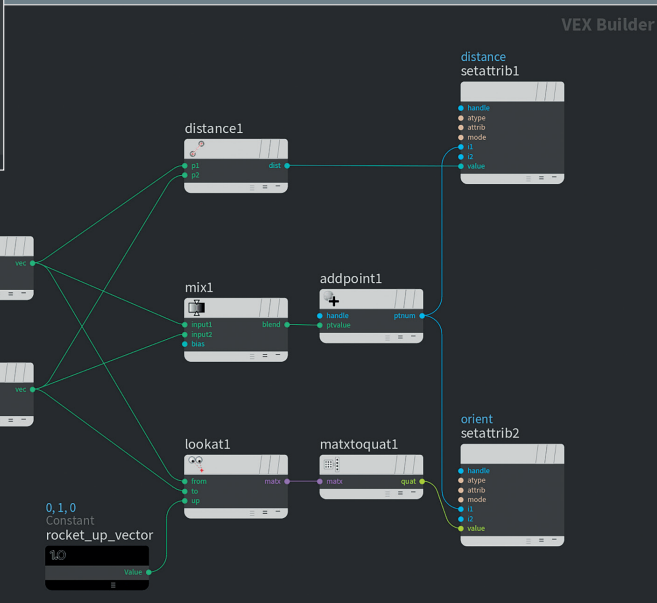 VEX Builder
distance
setattrib1
handle
atype
attrib
mode
i1
i2
value
distance1
p1
p2
dist
vec
vec
mix1
input1
input2
bias
blend
addpoint1
handle
ptvalue
ptnum
lookat1
from
to
up
matx
matxtoquat1
matx
quat
orient
setattrib2
handle
atype
attrib
mode
i1
i2
value
0, 1, 0
Constant
rocket_up_vector
1.0
Value